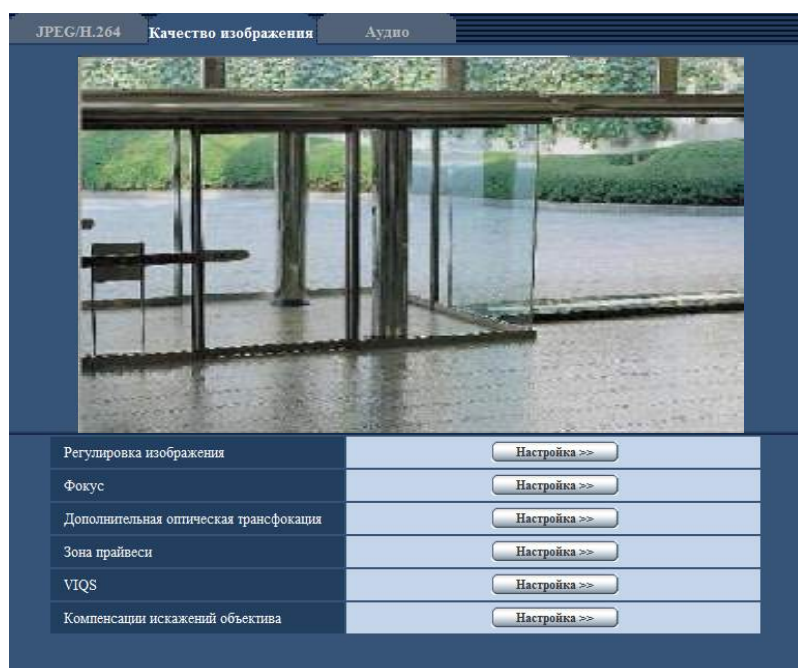 JPEG/H.264 Качество изображения Аудио
Регулировка изображения Настройка >>
Фокус Настройка >>
Дополнительная оптическая трансфокация Настройка >>
Зона прайвеси Настройка >>
VIQS Настройка >>
Компенсации искажений объектива Настройка >>